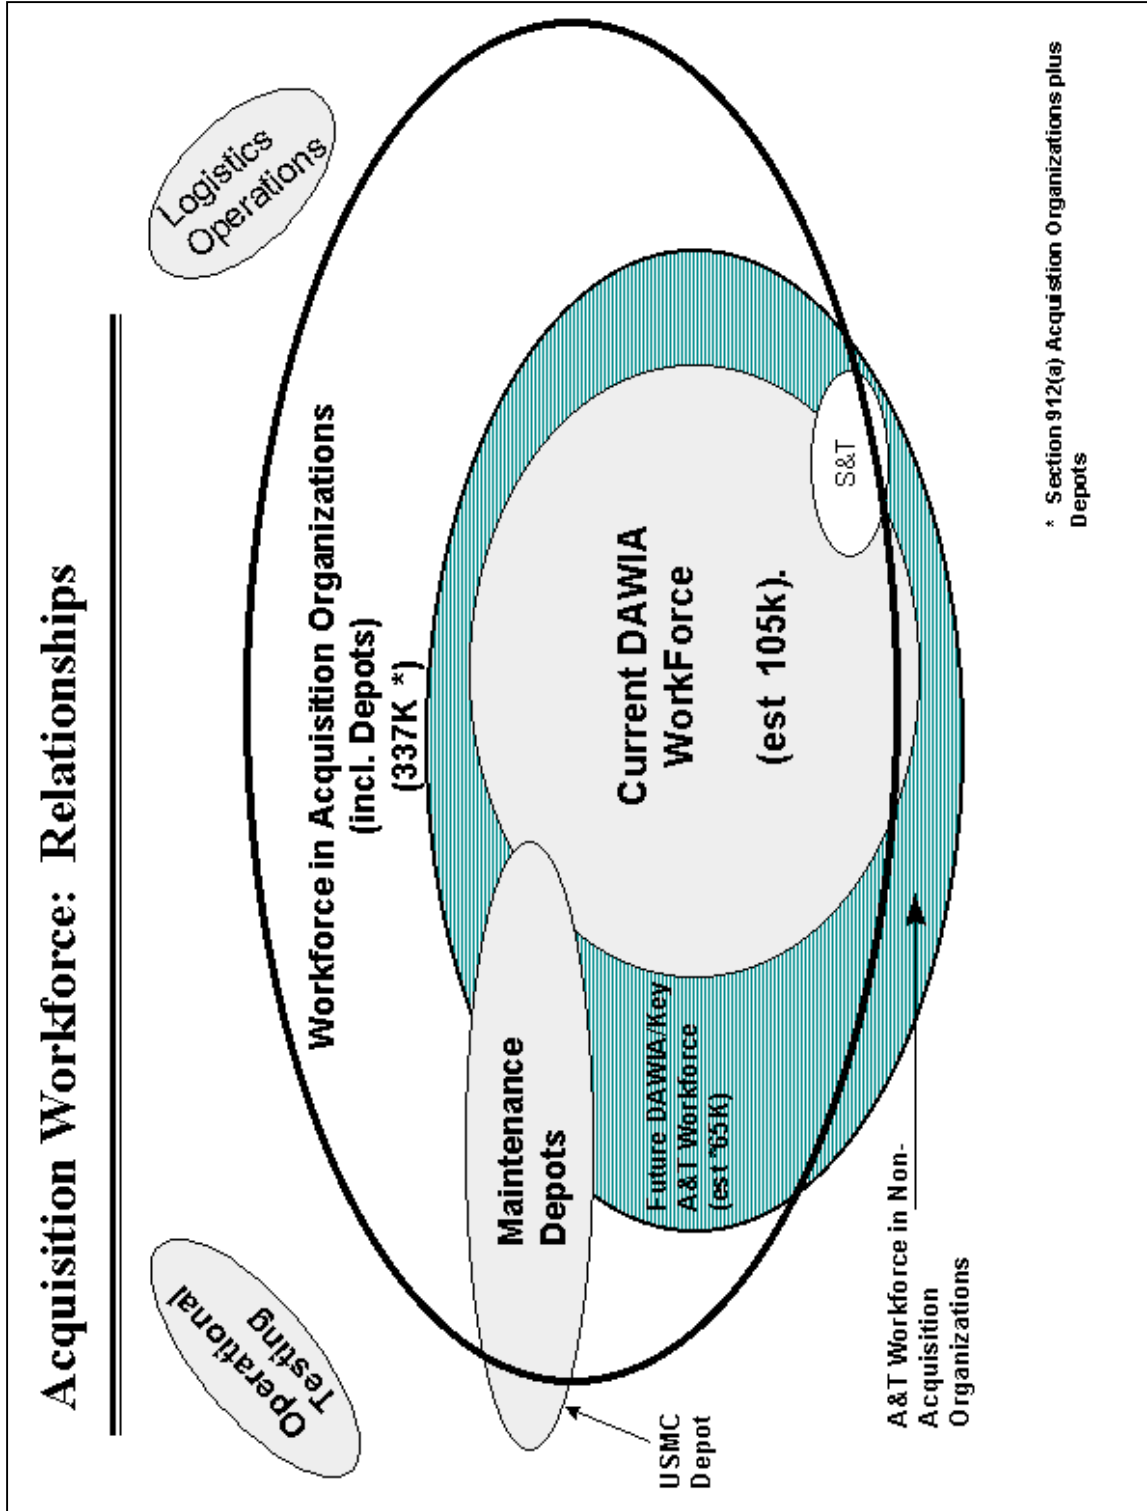 Acquisition Workforce: Relationships
Operational
Testing
Logistics
Operations
Workforce in Acquisition Organizations
(incl. Depots)
(337K *)
Maintenance
Depots
Current DAWIA
WorkForce
(est 105k).
S&T
Future DAWIA/Key
A&T Workforce
(est *65K)
USMC
Depot
A&T Workforce in Non-
Acquisition
Organizations
* Section 912(a) Acquistion Organizations plus
Depots